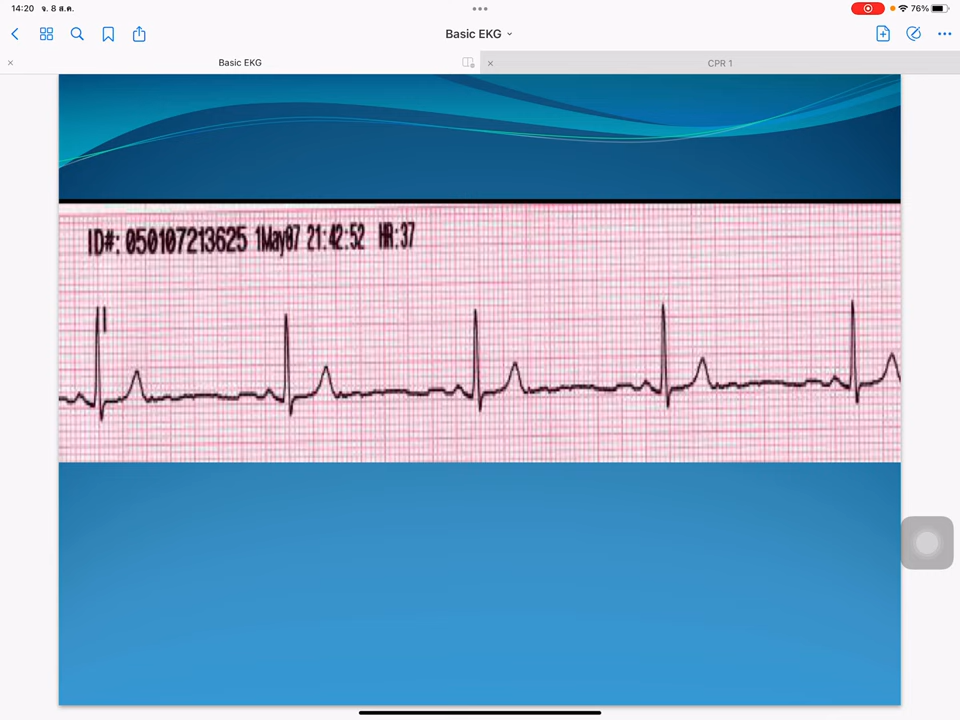 14:20 จ. 8 ส.ค.
76%
Basic EKG
Basic EKG
CPR 1
ID#: 050107213625 1May07 21:42:52 HR:37
II